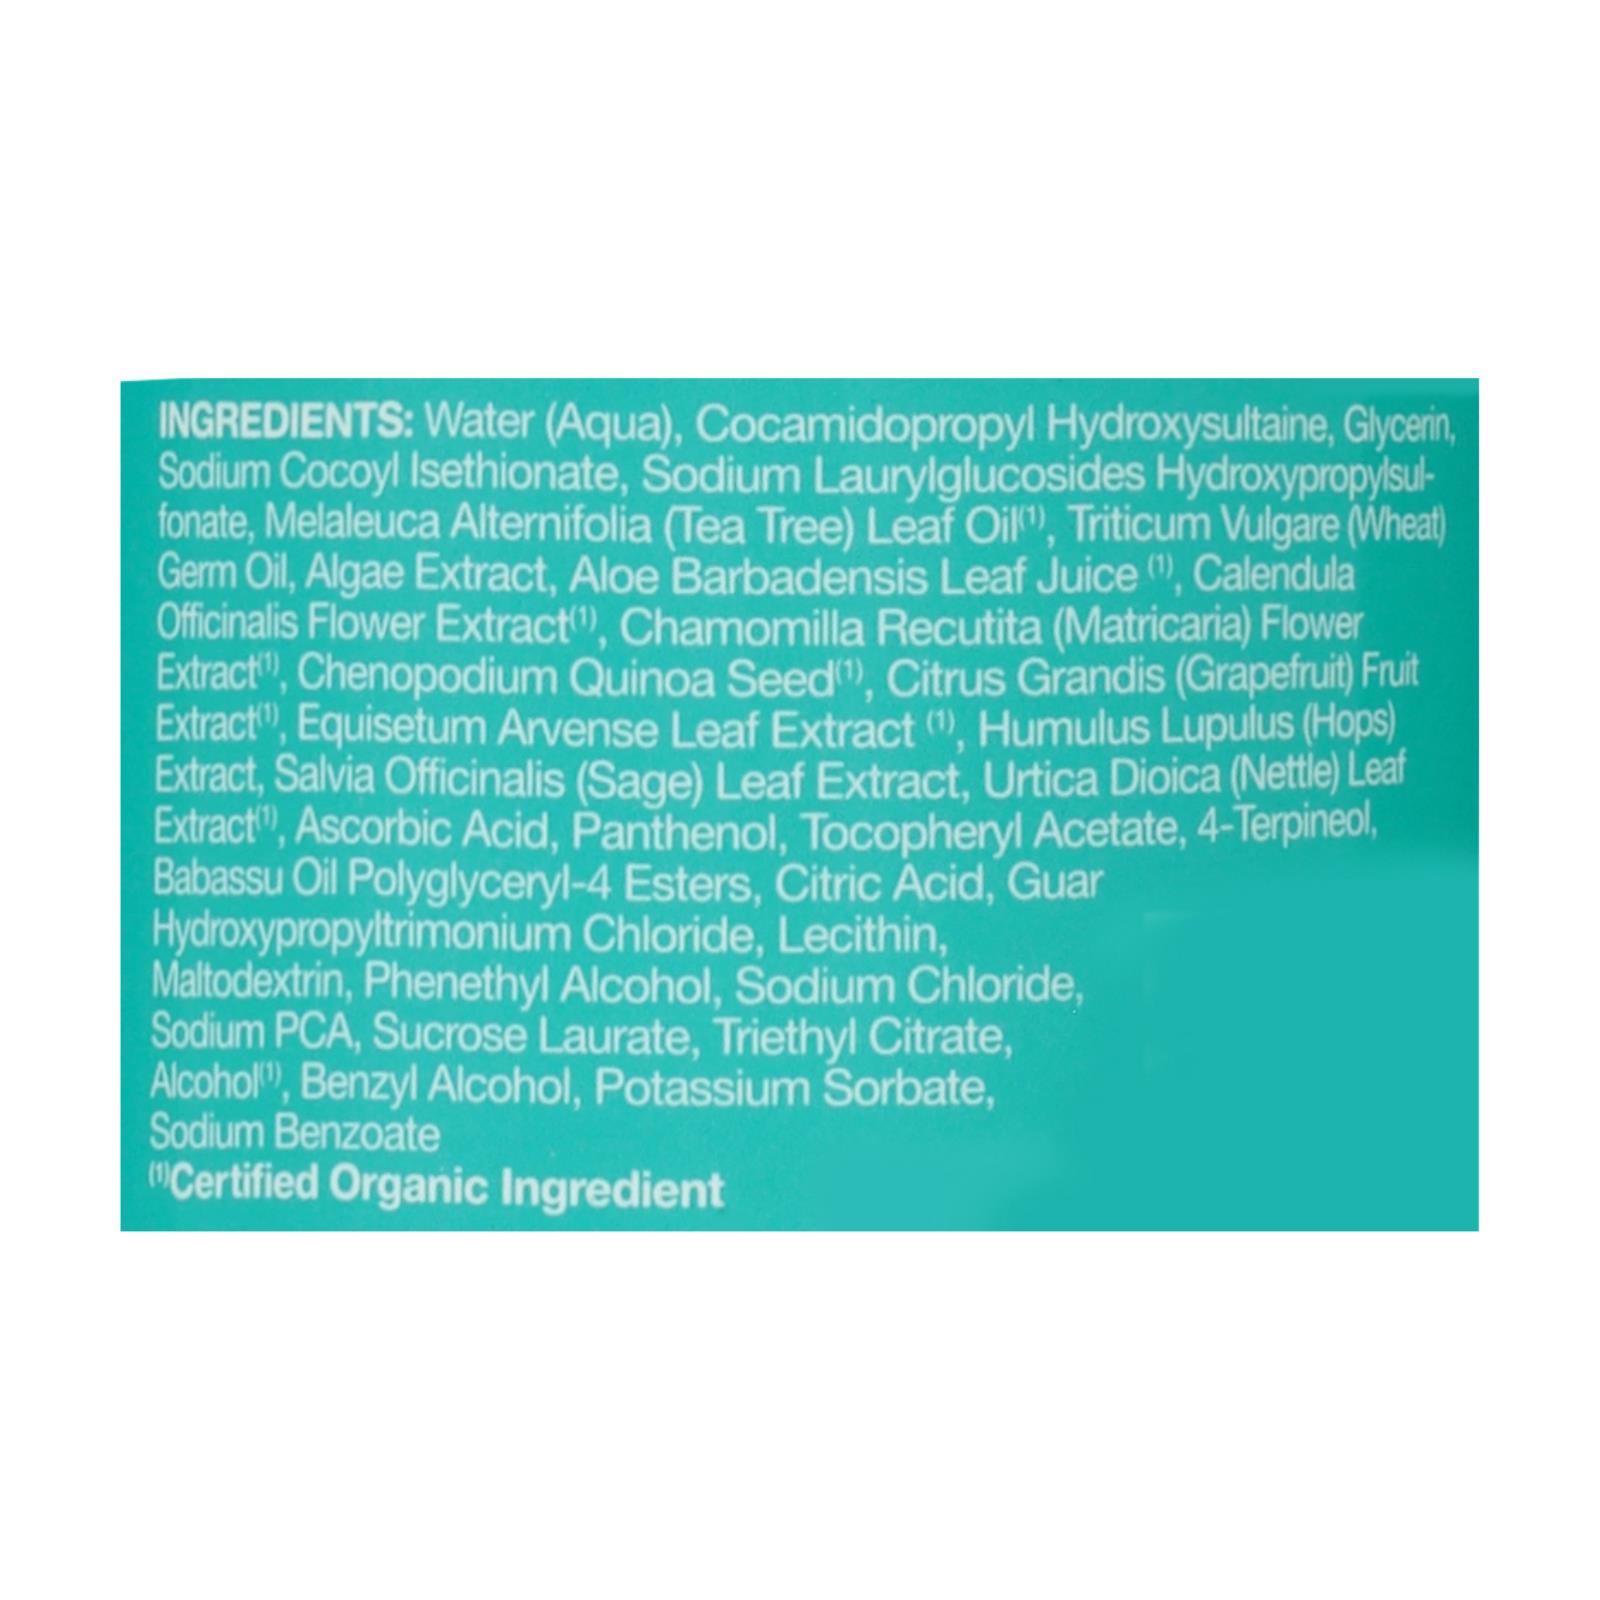 INGREDIENTS: Water (Aqua), Cocamidopropyl Hydroxysultaine, Glycerin,
Sodium Cocoyl Isethionate, Sodium Laurylglucosides Hydroxypropylsul-
fonate, Melaleuca Alternifolia (Tea Tree) Leaf Oil(1), Triticum Vulgare (Wheat)
Germ Oil, Algae Extract, Aloe Barbadensis Leaf Juice (1), Calendula
Officinalis Flower Extract(1), Chamomilla Recutita (Matricaria) Flower
Extract(1), Chenopodium Quinoa Seed(1), Citrus Grandis (Grapefruit) Fruit
Extract(1), Equisetum Arvense Leaf Extract (1), Humulus Lupulus (Hops)
Extract, Salvia Officinalis (Sage) Leaf Extract, Urtica Dioica (Nettle) Leaf
Extract(1), Ascorbic Acid, Panthenol, Tocopheryl Acetate, 4-Terpineol,
Babassu Oil Polyglyceryl-4 Esters, Citric Acid, Guar
Hydroxypropyltrimonium Chloride, Lecithin,
Maltodextrin, Phenethyl Alcohol, Sodium Chloride,
Sodium PCA, Sucrose Laurate, Triethyl Citrate,
Alcohol(1), Benzyl Alcohol, Potassium Sorbate,
Sodium Benzoate
(1)Certified Organic Ingredient